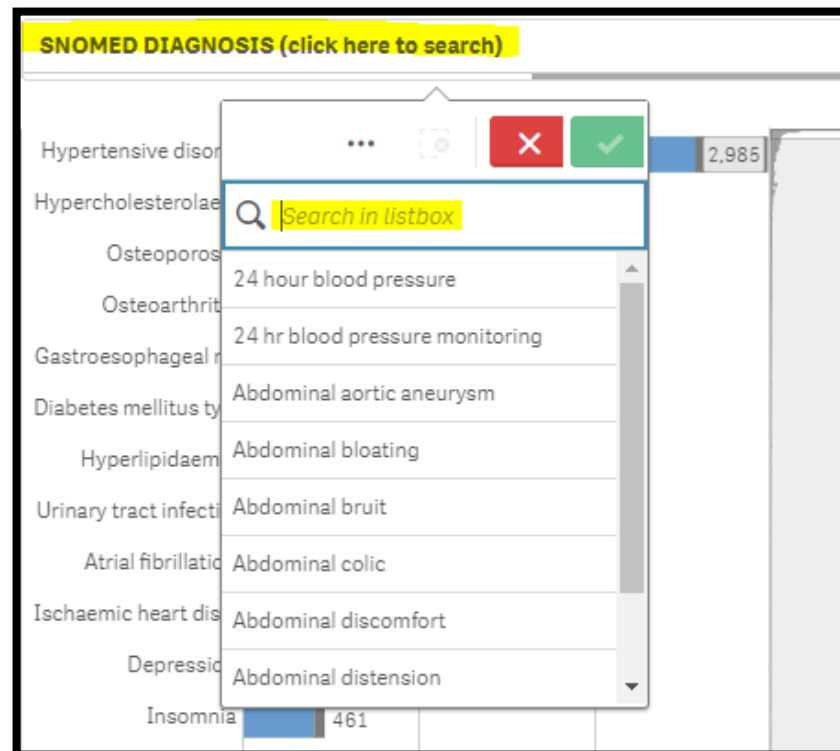 SNOMED DIAGNOSIS (click here to search)
Hypertensive disor
2,985
Hypercholesterolae
Osteoporos
Osteoarthrit
Gastroesophageal r
Diabetes mellitus ty
Hyperlipidaem
Urinary tract infecti
Atrial fibrillatio
Ischaemic heart dis
Depressio
Insomnia
461
Search in listbox
24 hour blood pressure
24 hr blood pressure monitoring
Abdominal aortic aneurysm
Abdominal bloating
Abdominal bruit
Abdominal colic
Abdominal discomfort
Abdominal distension